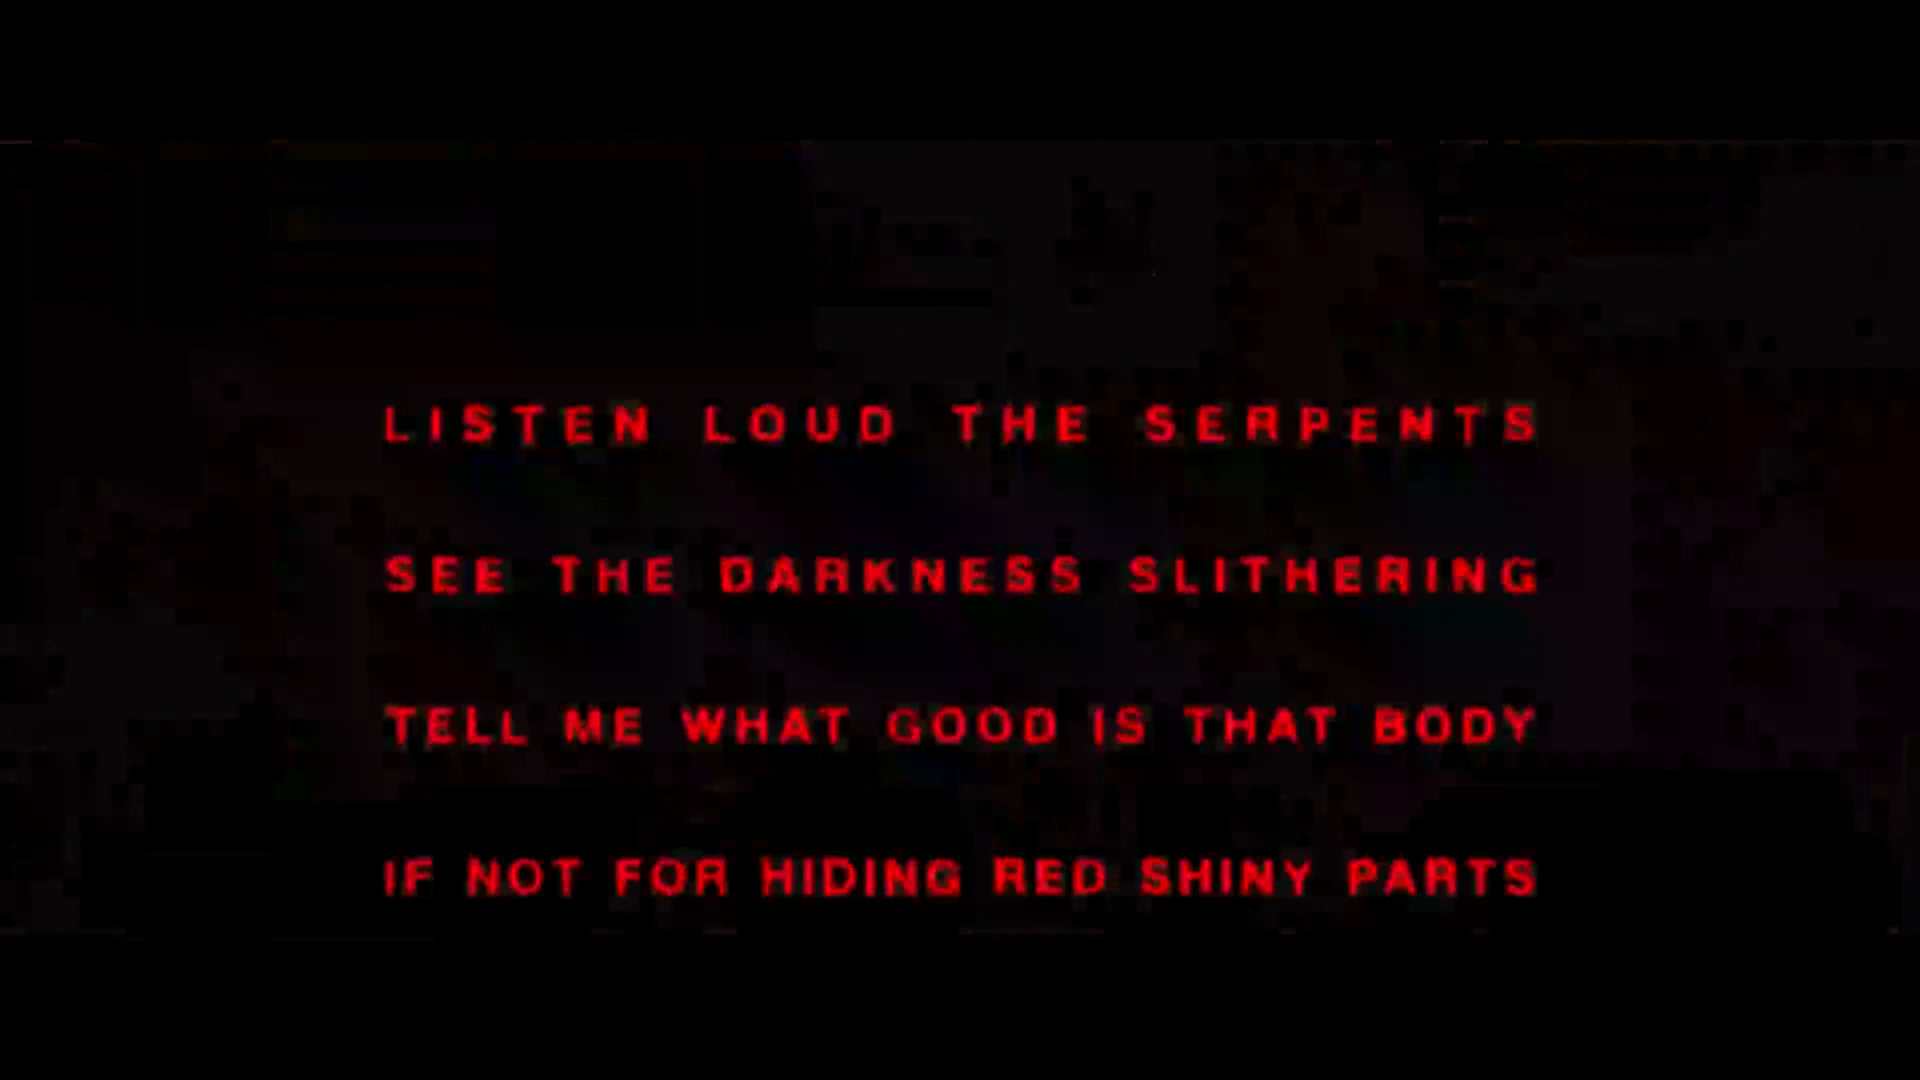 LISTEN LOUD THE SERPENTS
SEE THE DARKNESS SLITHERING
TELL ME WHAT GOOD IS THAT BODY
IF NOT FOR HIDING RED SHINY PARTS